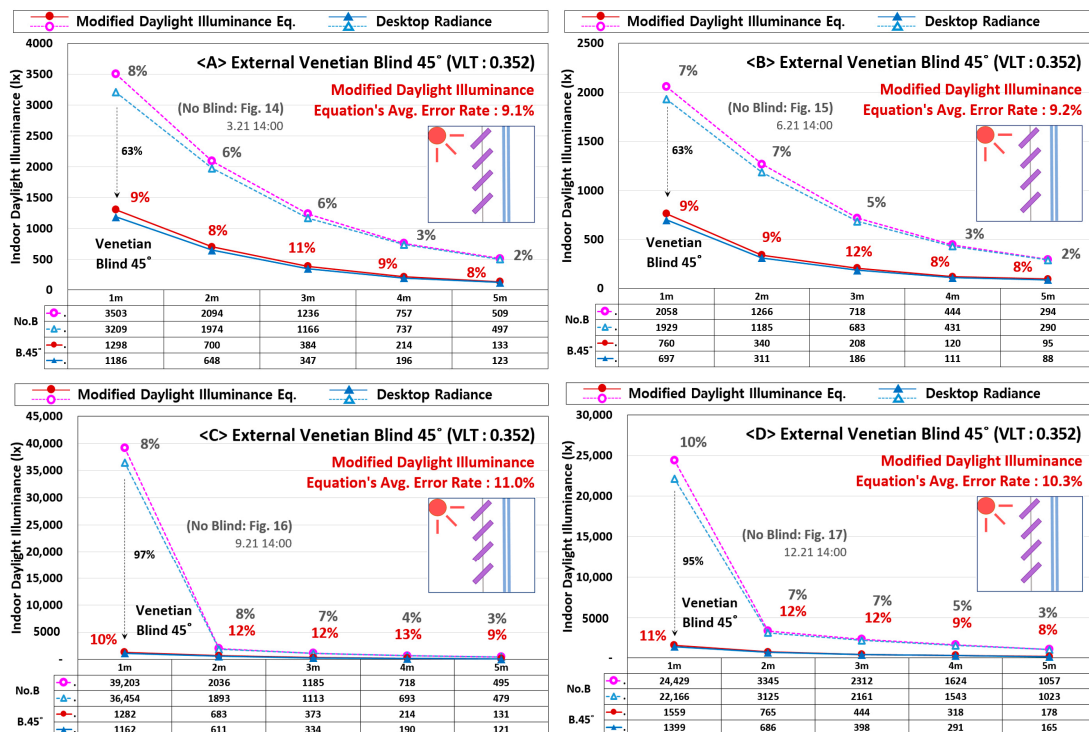 Modified Daylight Illuminance Eq. Desktop Radiance
<A> External Venetian Blind 45˚ (VLT : 0.352)
Modified Daylight Illuminance
Equation's Avg. Error Rate : 9.1%
(No Blind: Fig. 14)
3.21 14:00
Indoor Daylight Illuminance (lx)
4000
3500
3000
2500
2000
1500
1000
500
0
8%
6%
6%
3%
2%
63%
9%
8%
11%
9%
8%
Venetian
Blind 45˚
1m 2m 3m 4m 5m
No.B
. 3503 2094 1236 757 509
. 3209 1974 1166 737 497
B.45˚
. 1298 700 384 214 133
. 1186 648 347 196 123
Modified Daylight Illuminance Eq. Desktop Radiance
<B> External Venetian Blind 45˚ (VLT : 0.352)
Modified Daylight Illuminance
Equation's Avg. Error Rate : 9.2%
(No Blind: Fig. 15)
6.21 14:00
Indoor Daylight Illuminance (lx)
2500
2000
1500
1000
500
0
7%
7%
5%
3%
2%
63%
9%
9%
12%
8%
8%
Venetian
Blind 45˚
1m 2m 3m 4m 5m
No.B
. 2058 1266 718 444 294
. 1929 1185 683 431 290
B.45˚
. 760 340 208 120 95
. 697 311 186 111 88
Modified Daylight Illuminance Eq. Desktop Radiance
<C> External Venetian Blind 45˚ (VLT : 0.352)
Modified Daylight Illuminance
Equation's Avg. Error Rate : 11.0%
(No Blind: Fig. 16)
9.21 14:00
Indoor Daylight Illuminance (lx)
45,000
40,000
35,000
30,000
25,000
20,000
15,000
10,000
5000
-
8%
97%
Venetian
Blind 45˚
8% 7% 4% 3%
10% 12% 12% 13% 9%
1m 2m 3m 4m 5m
No.B
. 39,203 2036 1185 718 495
. 36,454 1893 1113 693 479
B.45˚
. 1282 683 373 214 131
. 1162 611 334 190 121
Modified Daylight Illuminance Eq. Desktop Radiance
<D> External Venetian Blind 45˚ (VLT : 0.352)
Modified Daylight Illuminance
Equation's Avg. Error Rate : 10.3%
(No Blind: Fig. 17)
12.21 14:00
Indoor Daylight Illuminance (lx)
30,000
25,000
20,000
15,000
10,000
5000
-
10%
95%
Venetian
Blind 45˚
7% 7% 5% 3%
11% 12% 12% 9% 8%
1m 2m 3m 4m 5m
No.B
. 24,429 3345 2312 1624 1057
. 22,166 3125 2161 1543 1023
B.45˚
. 1559 765 444 318 178
. 1399 686 398 291 165